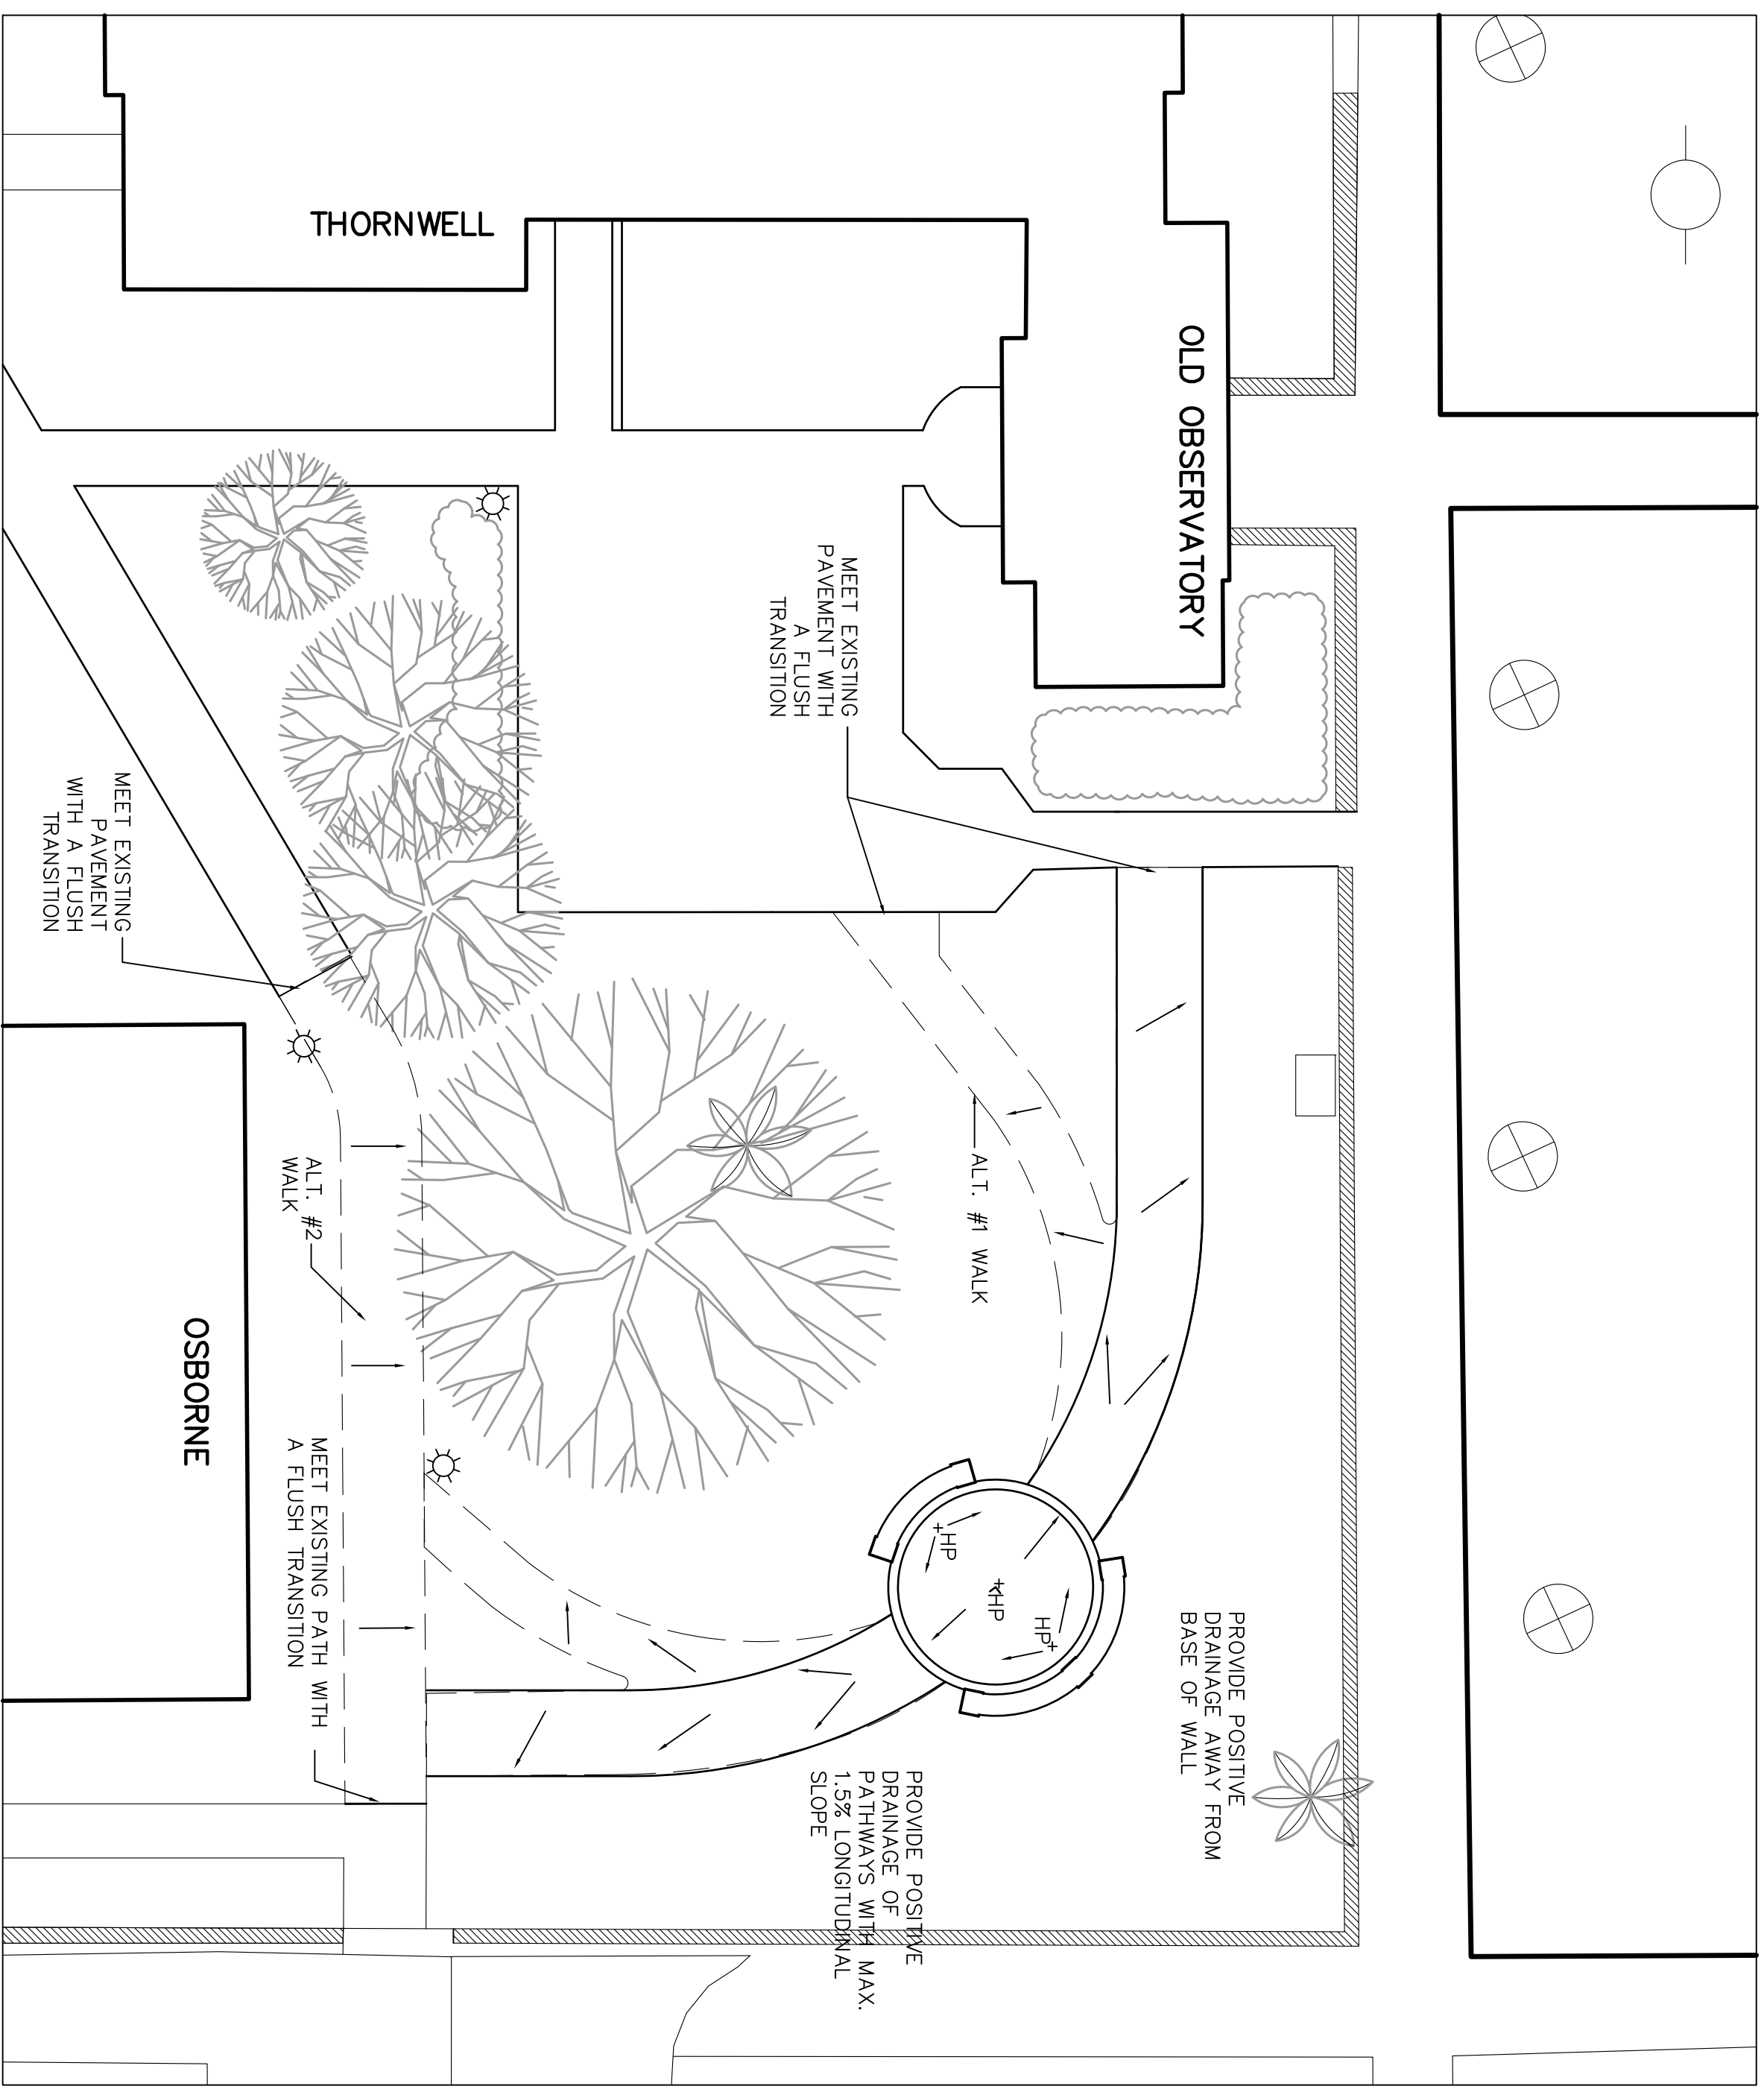 THORNWELL
OLD OBSERVATORY
MEET EXISTING
PAVEMENT WITH
A FLUSH
TRANSITION
MEET EXISTING
PAVEMENT
WITH A FLUSH
TRANSITION
ALT. #1 WALK
ALT. #2
WALK
OSBORNE
MEET EXISTING PATH WITH
A FLUSH TRANSITION
HP
HP
HP
PROVIDE POSITIVE
DRAINAGE AWAY FROM
BASE OF WALL
PROVIDE POSITIVE
DRAINAGE OF
PATHWAYS WITH MAX.
1.5% LONGITUDINAL
SLOPE